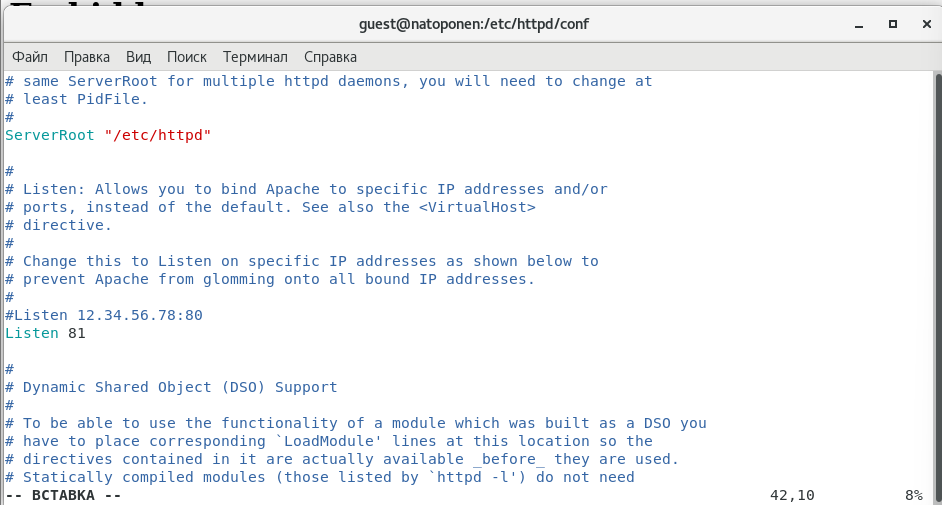 guest@natoponen:/etc/httpd/conf
Файл Правка Вид Поиск Терминал Справка
# same ServerRoot for multiple httpd daemons, you will need to change at
# least PidFile.
#
ServerRoot "/etc/httpd"
#
# Listen: Allows you to bind Apache to specific IP addresses and/or
# ports, instead of the default. See also the <VirtualHost>
# directive.
#
# Change this to Listen on specific IP addresses as shown below to
# prevent Apache from glomming onto all bound IP addresses.
#
#Listen 12.34.56.78:80
Listen 81
#
# Dynamic Shared Object (DSO) Support
#
# To be able to use the functionality of a module which was built as a DSO you
# have to place corresponding `LoadModule' lines at this location so the
# directives contained in it are actually available _before_ they are used.
# Statically compiled modules (those listed by `httpd -l') do not need
-- ВСТАВКА -- 42,10 8%